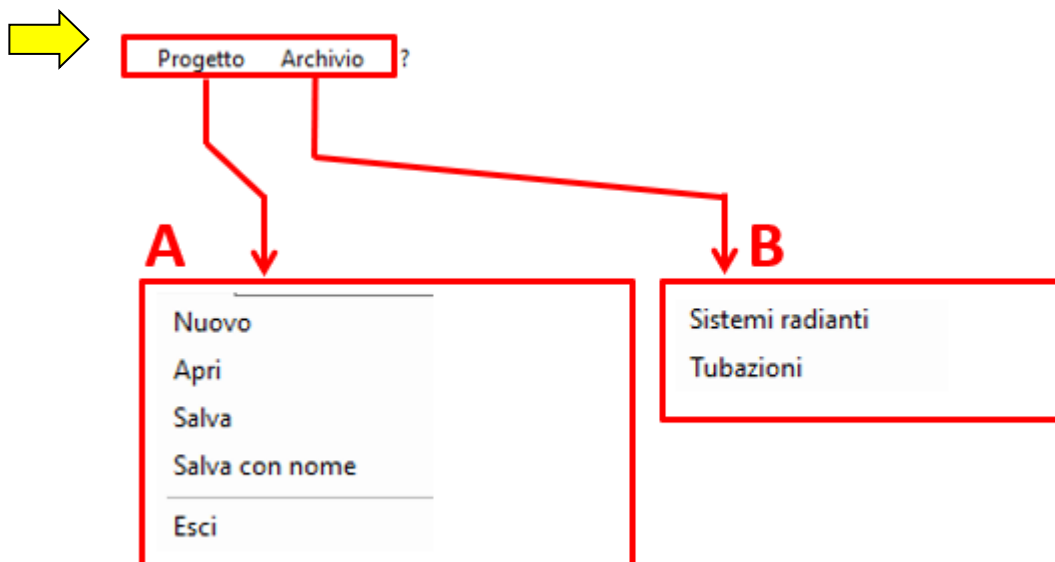 Progetto Archivio ?
A
B
Nuovo
Apri
Salva
Salva con nome
Esci
Sistemi radianti
Tubazioni